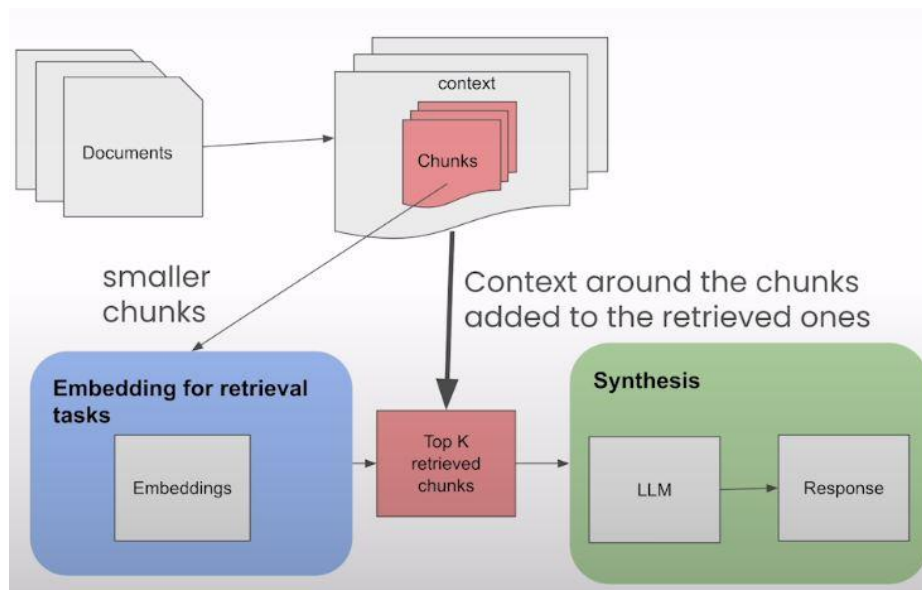 context
Documents
Chunks
smaller
chunks
Context around the chunks
added to the retrieved ones
Embedding for retrieval
tasks
Embeddings
Top K
retrieved
chunks
Synthesis
LLM
Response